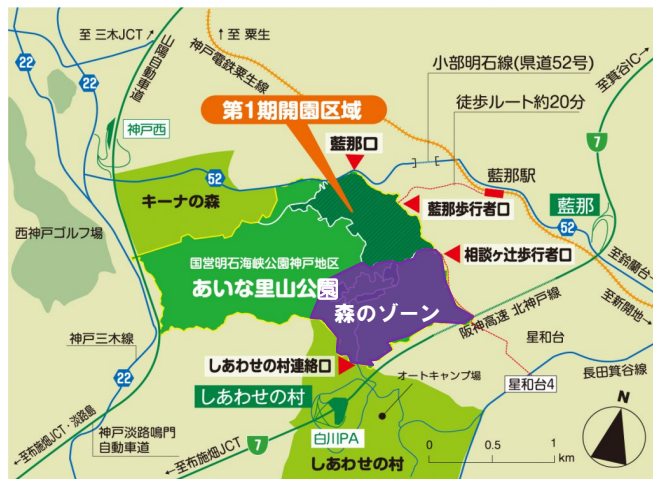 至 三木JCT
至 粟生
小部明石線(県道52号)
至箕谷IC
22
22
山陽自動車道
神戸電鉄粟生線
徒歩ルート約20分
第1期開園区域
7
神戸西
藍那口
藍那駅
52
キーナの森
藍那歩行者口
藍那
52
西神戸ゴルフ場
国営明石海峡公園神戸地区
あいな里山公園
相談ヶ辻歩行者口
至鈴蘭台
至新開地
森のゾーン
阪神高速 北神戸線
神戸三木線
しあわせの村連絡口
星和台
22
オートキャンプ場
長田箕谷線
しあわせの村
星和台4
N
至布施畑JCT・淡路島
神戸淡路鳴門
自動車道
白川PA
7
至布施畑JCT
しあわせの村
0 0.5 1
km